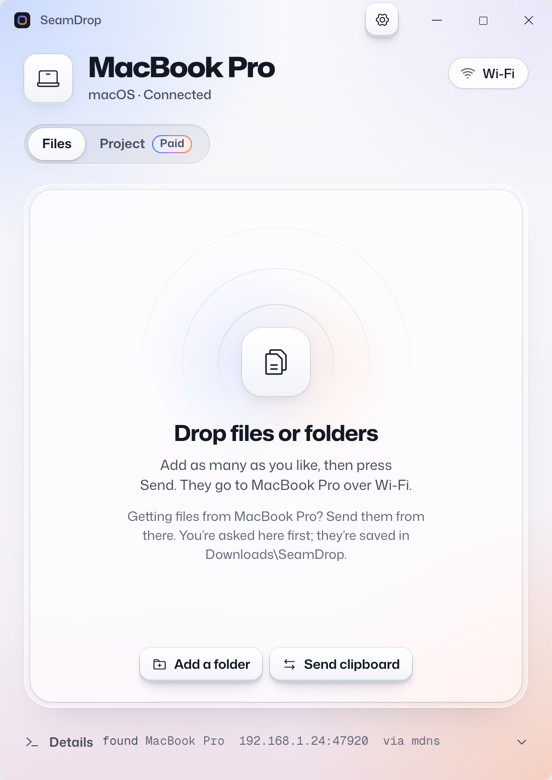 SeamDrop
MacBook Pro
macOS · Connected
Wi-Fi
Files
Project
Paid
Drop files or folders
Add as many as you like, then press
Send. They go to MacBook Pro over Wi-Fi.
Getting files from MacBook Pro? Send them from
there. You’re asked here first; they’re saved in
Downloads\SeamDrop.
Add a folder
Send clipboard
Details found MacBook Pro 192.168.1.24:47920 via mdns